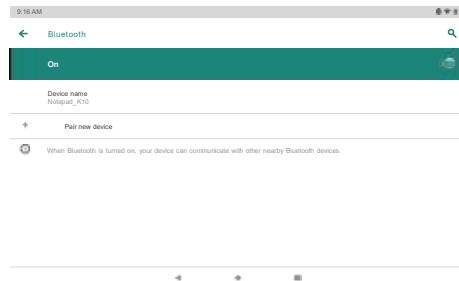 9:16 AM
Bluetooth
On
Device name
Notepad_K10
Pair new device
When Bluetooth is turned on, your device can communicate with other nearby Bluetooth devices.